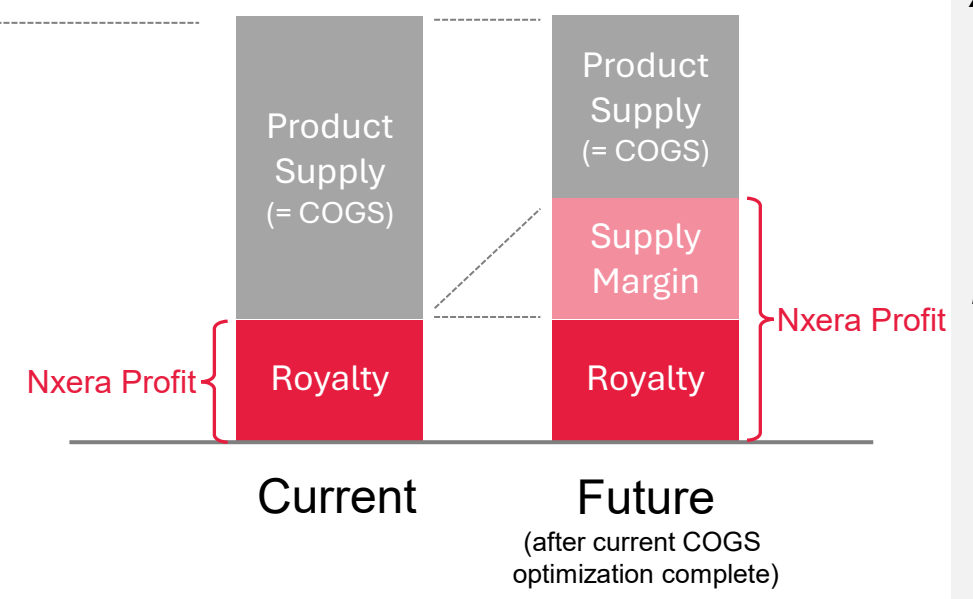 Product
Supply
(= COGS)
Product
Supply
(= COGS)
Supply
Margin
Nxera Profit
Royalty
Royalty
Nxera Profit
Current
Future
(after current COGS
optimization complete)